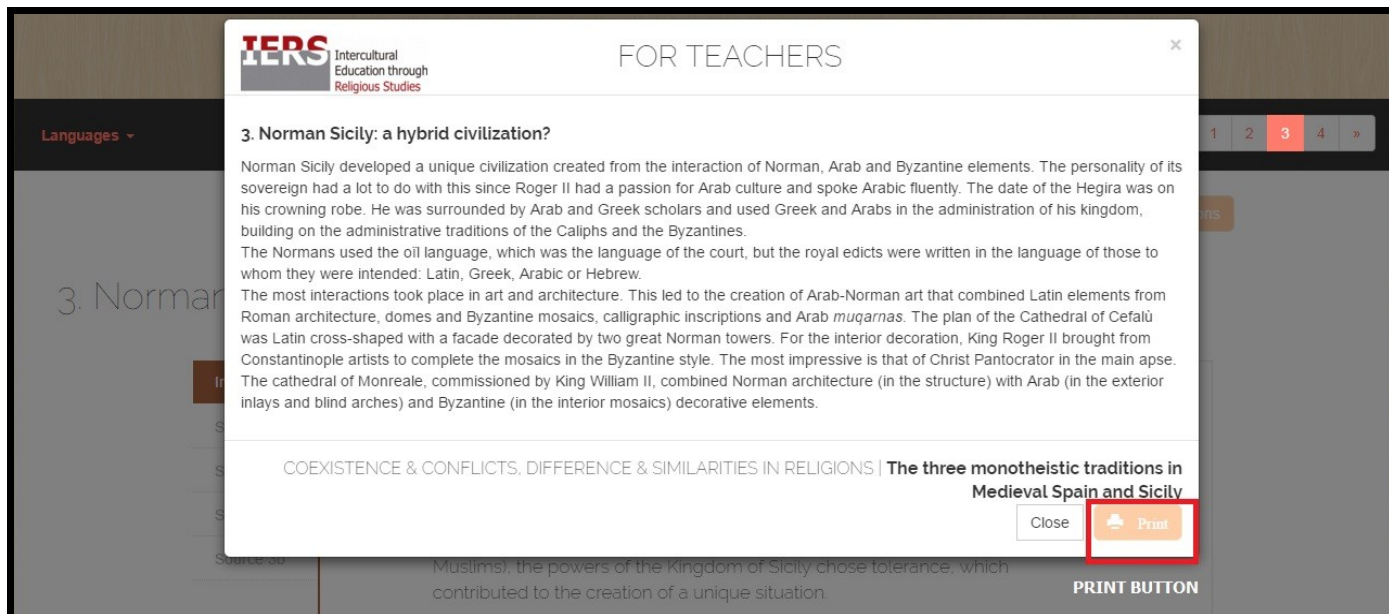 IERS Intercultural
Education through
Religious Studies
FOR TEACHERS
×
Languages
1 2 3 4 »
3. Norman Sicily: a hybrid civilization?
Norman Sicily developed a unique civilization created from the interaction of Norman, Arab and Byzantine elements. The personality of its
sovereign had a lot to do with this since Roger II had a passion for Arab culture and spoke Arabic fluently. The date of the Hegira was on
his crowning robe. He was surrounded by Arab and Greek scholars and used Greek and Arabs in the administration of his kingdom,
building on the administrative traditions of the Caliphs and the Byzantines.
The Normans used the oïl language, which was the language of the court, but the royal edicts were written in the language of those to
whom they were intended: Latin, Greek, Arabic or Hebrew.
The most interactions took place in art and architecture. This led to the creation of Arab-Norman art that combined Latin elements from
Roman architecture, domes and Byzantine mosaics, calligraphic inscriptions and Arab muqarnas. The plan of the Cathedral of Cefalù
was Latin cross-shaped with a facade decorated by two great Norman towers. For the interior decoration, King Roger II brought from
Constantinople artists to complete the mosaics in the Byzantine style. The most impressive is that of Christ Pantocrator in the main apse.
The cathedral of Monreale, commissioned by King William II, combined Norman architecture (in the structure) with Arab (in the exterior
inlays and blind arches) and Byzantine (in the interior mosaics) decorative elements.
3. Norman
COEXISTENCE & CONFLICTS, DIFFERENCE & SIMILARITIES IN RELIGIONS | The three monotheistic traditions in
Medieval Spain and Sicily
Close Print
Muslims), the powers of the Kingdom of Sicily chose tolerance, which
contributed to the creation of a unique situation.
PRINT BUTTON